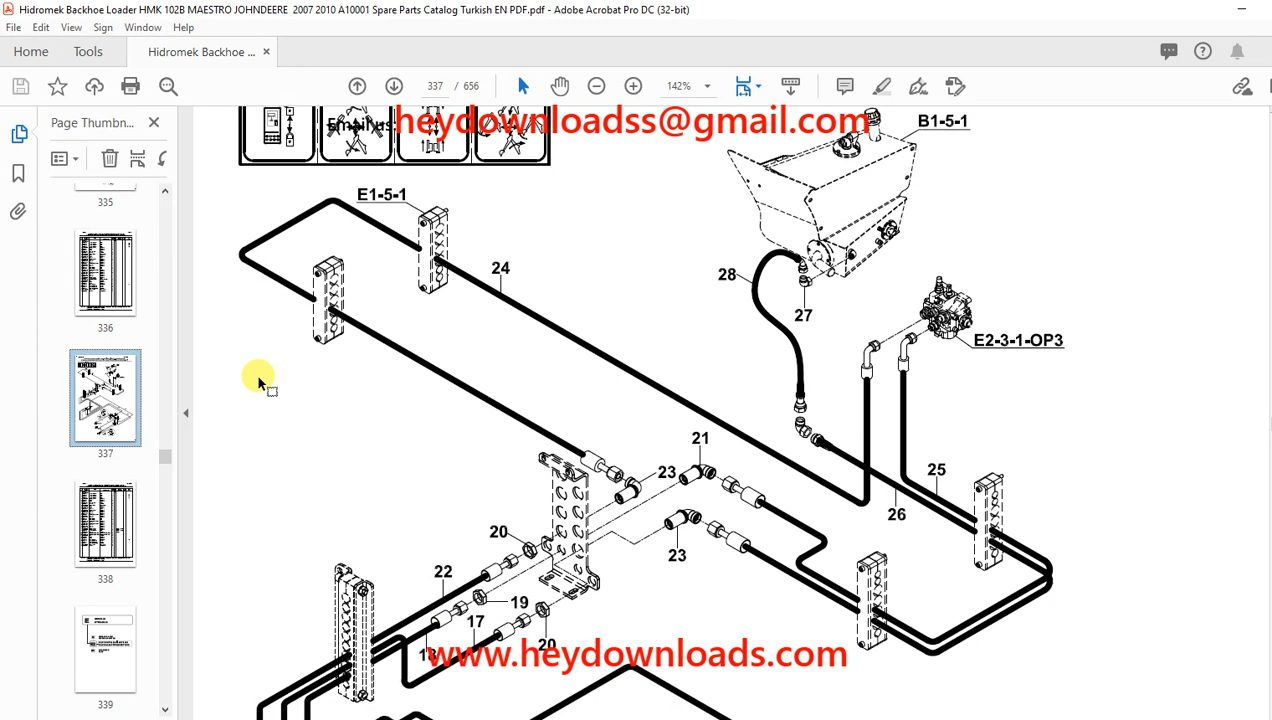 Hidromek Backhoe Loader HMK 102B MAESTRO JOHNDEERE  2007 2010 A10001 Spare Parts Catalog Turkish EN PDF.pdf - Adobe Acrobat Pro DC (32-bit)
File Edit View Sign Window Help
Home Tools Hidromek Backhoe ... ×
337 / 656 142%
Page Thumbn...
335
336
337
338
339
Email us: heydownloadss@gmail.com
B1-5-1
E1-5-1
24
28
27
E2-3-1-OP3
21
23
25
26
20
23
22
19
17
20
18
www.heydownloads.com